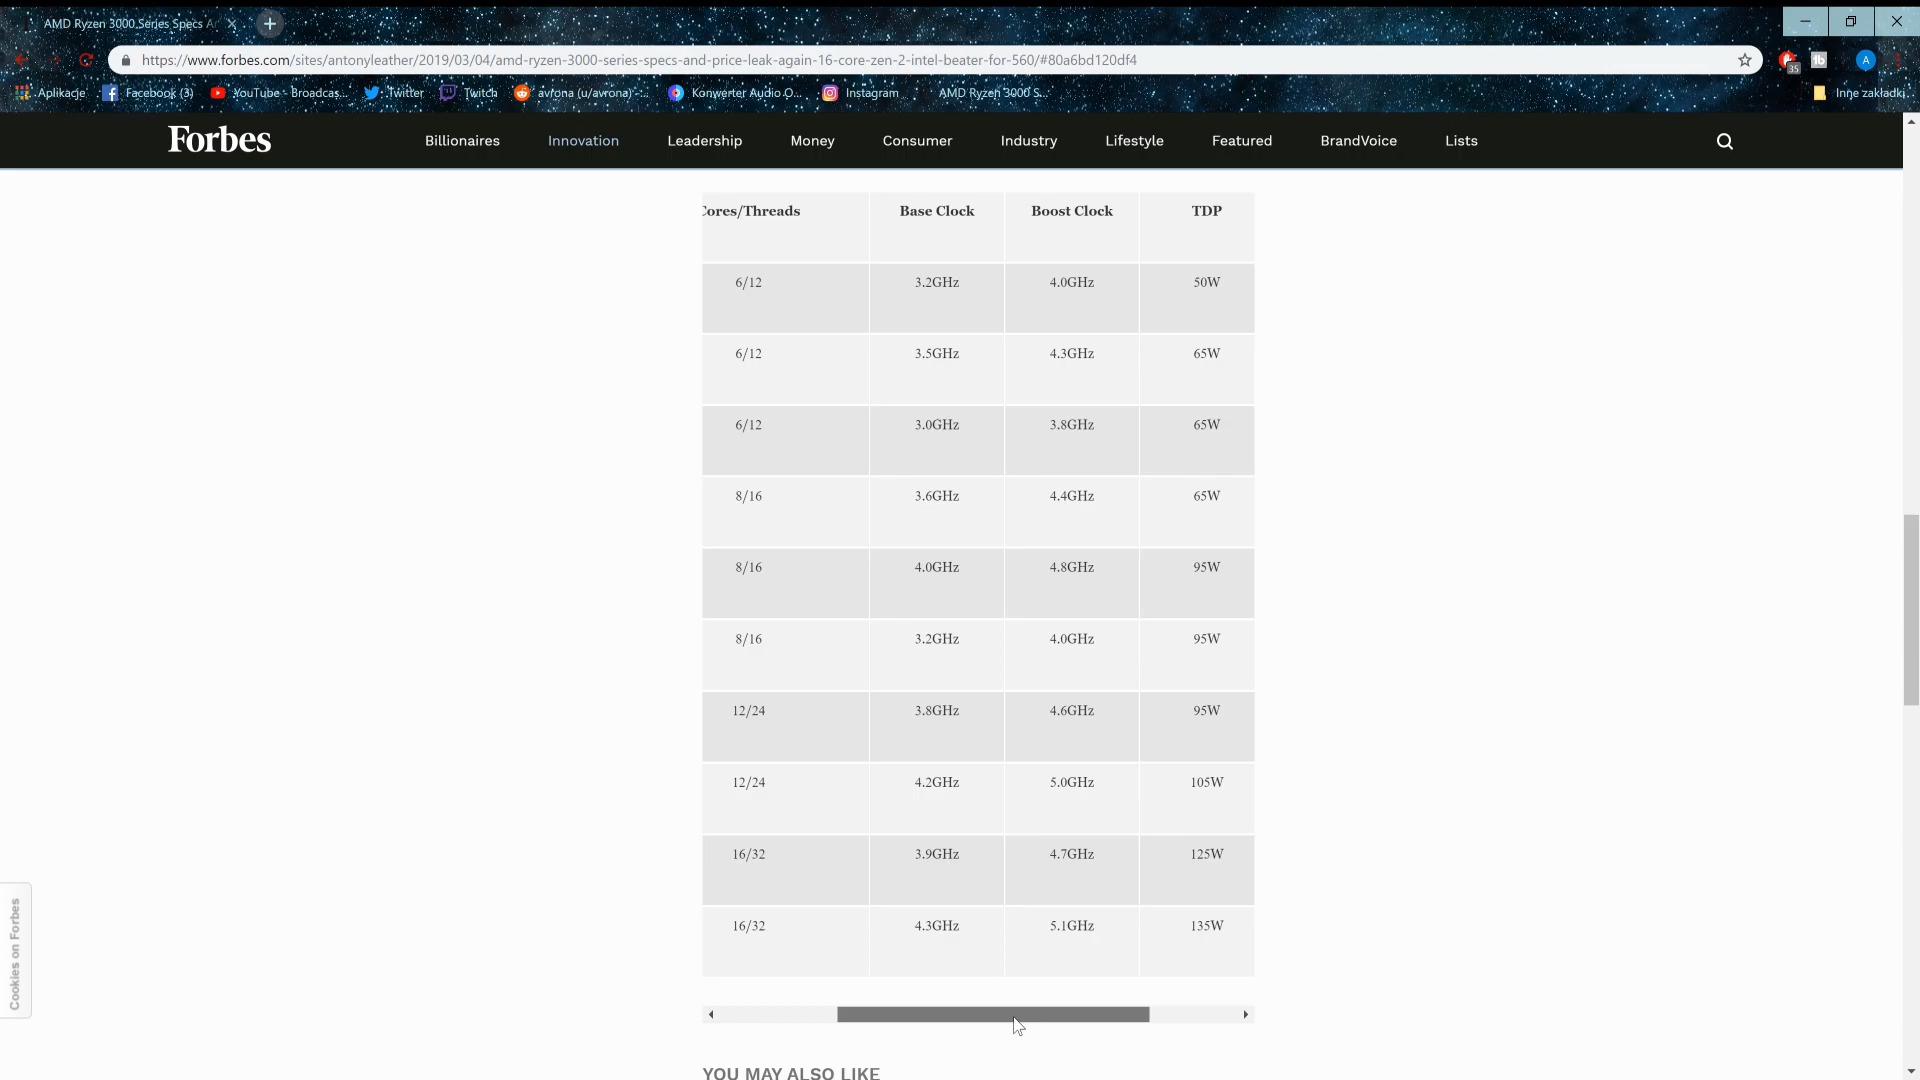 AMD Ryzen 3000 Series Specs A
https://www.forbes.com/sites/antonyleather/2019/03/04/amd-ryzen-3000-series-specs-and-price-leak-again-16-core-zen-2-intel-beater-for-560/#80a6bd120df4
35
A
Aplikacje Facebook (3) YouTube - Broadcas... Twitter Twitch avrona (u/avrona) -... Konwerter Audio O... Instagram AMD Ryzen 3000 S... Inne zakładki
Forbes Billionaires Innovation Leadership Money Consumer Industry Lifestyle Featured BrandVoice Lists
Cores/Threads Base Clock Boost Clock TDP
6/12 3.2GHz 4.0GHz 50W
6/12 3.5GHz 4.3GHz 65W
6/12 3.0GHz 3.8GHz 65W
8/16 3.6GHz 4.4GHz 65W
8/16 4.0GHz 4.8GHz 95W
8/16 3.2GHz 4.0GHz 95W
12/24 3.8GHz 4.6GHz 95W
12/24 4.2GHz 5.0GHz 105W
16/32 3.9GHz 4.7GHz 125W
16/32 4.3GHz 5.1GHz 135W
Cookies on Forbes
YOU MAY ALSO LIKE